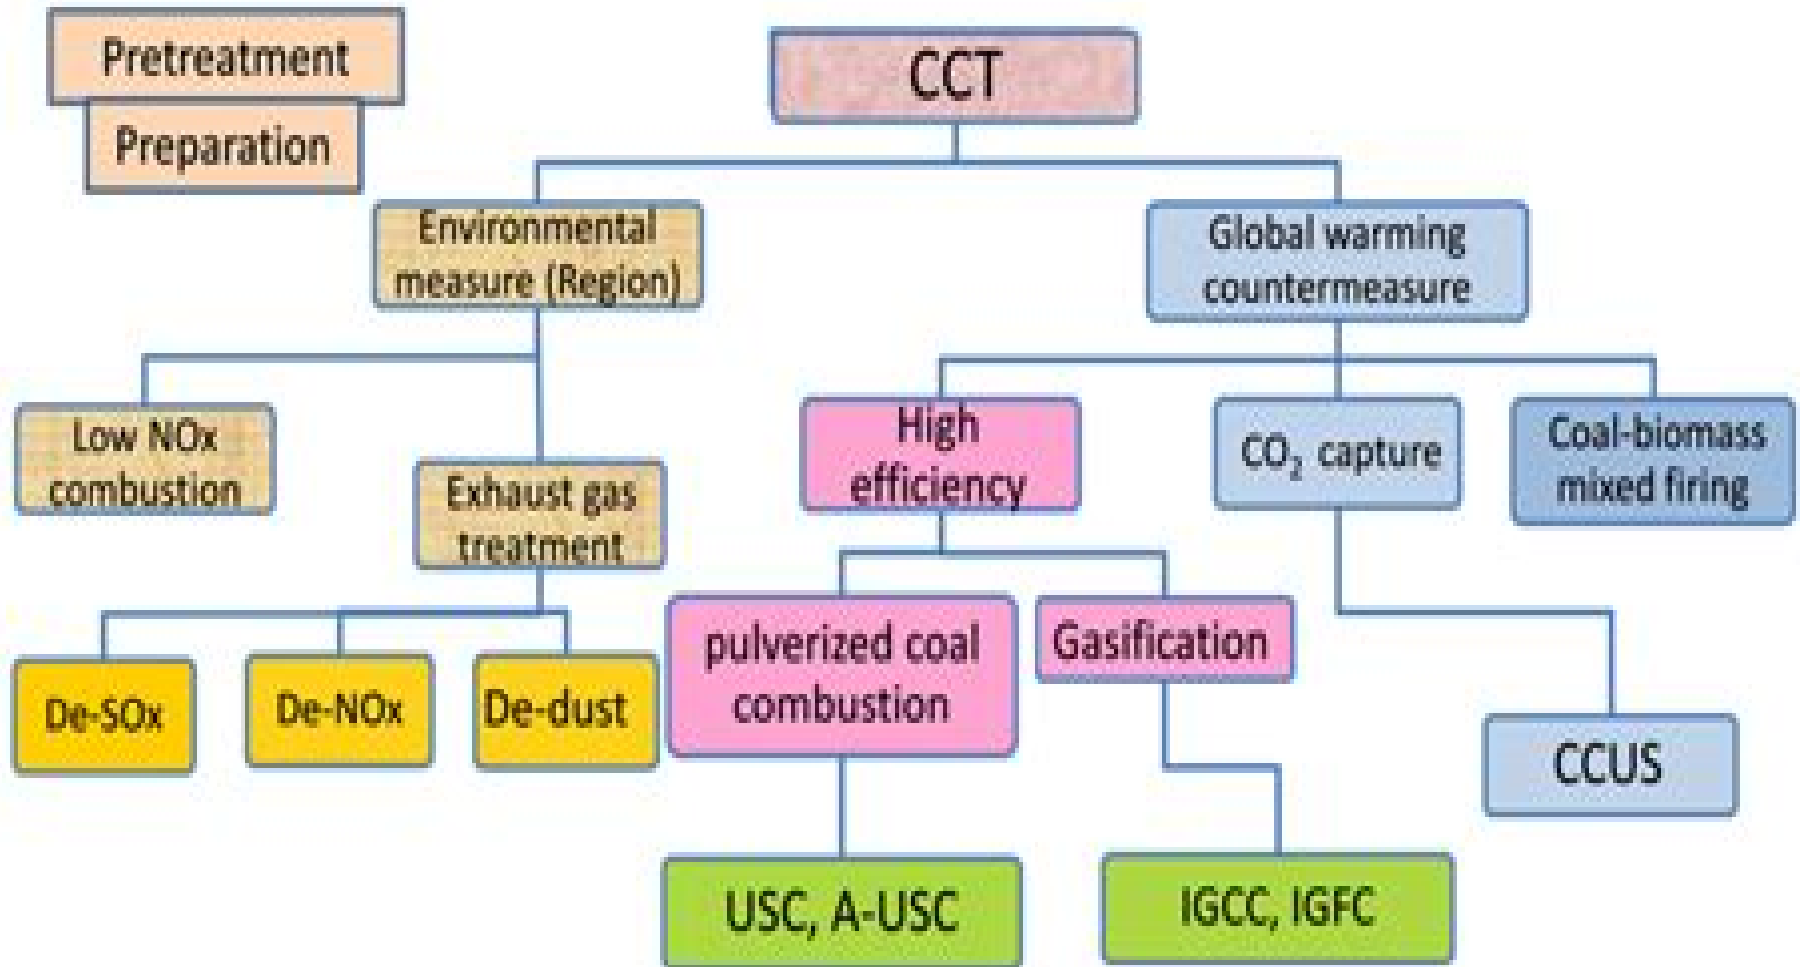 Pretreatment
Preparation
CCT
Environmental
measure (Region)
Global warming
countermeasure
Low NOx
combustion
Exhaust gas
treatment
High
efficiency
CO₂ capture
Coal-biomass
mixed firing
De-SOx
De-NOx
De-dust
pulverized coal
combustion
Gasification
CCUS
USC, A-USC
IGCC, IGFC